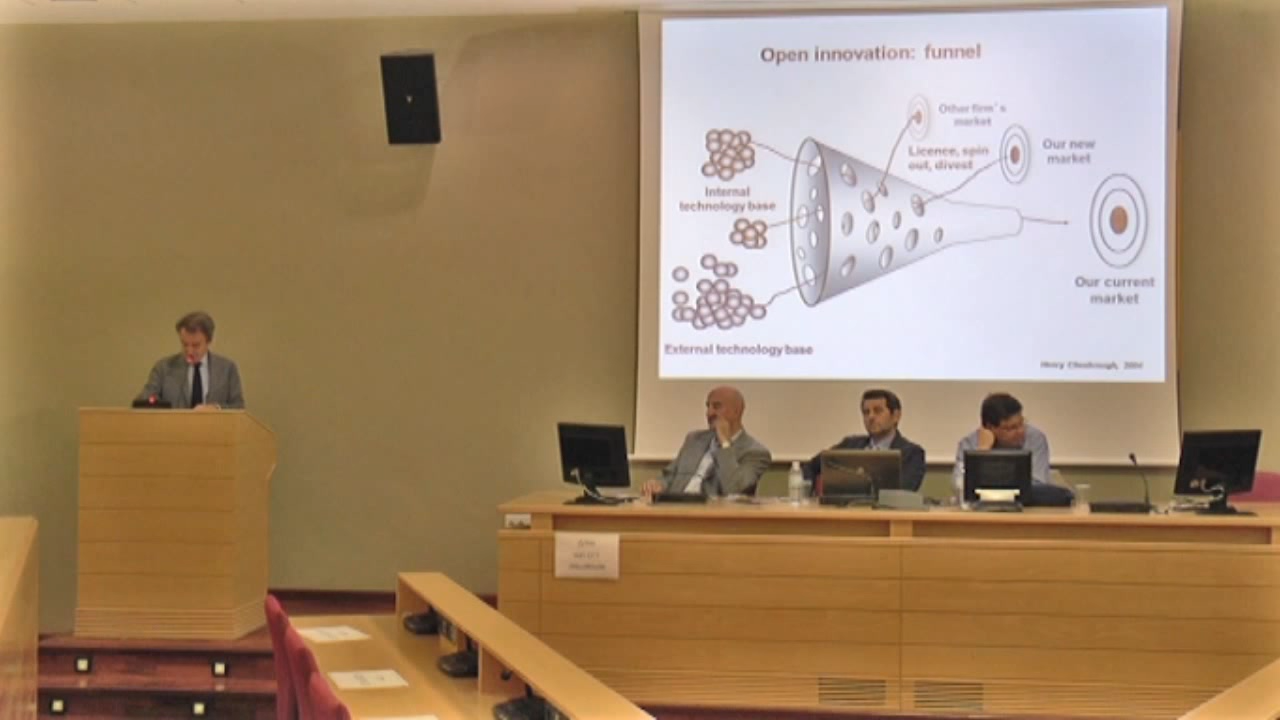 Open innovation: funnel
Other firm's
market
Licence, spin
out, divest
Our new
market
Internal
technology base
Our current
market
External technology base
Henry 2004